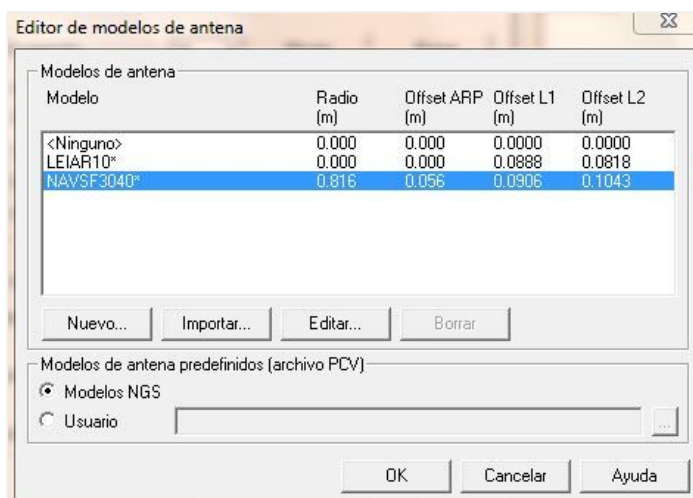 Editor de modelos de antena
Modelos de antena
Modelo Radio Offset ARP Offset L1 Offset L2
(m) (m) (m) (m)
<Ninguno> 0.000 0.000 0.0000 0.0000
LEIAR10* 0.000 0.000 0.0888 0.0818
NAVSF3040* 0.816 0.056 0.0906 0.1043
Nuevo... Importar... Editar... Borrar
Modelos de antena predefinidos (archivo PCV)
Modelos NGS
Usuario ...
OK Cancelar Ayuda